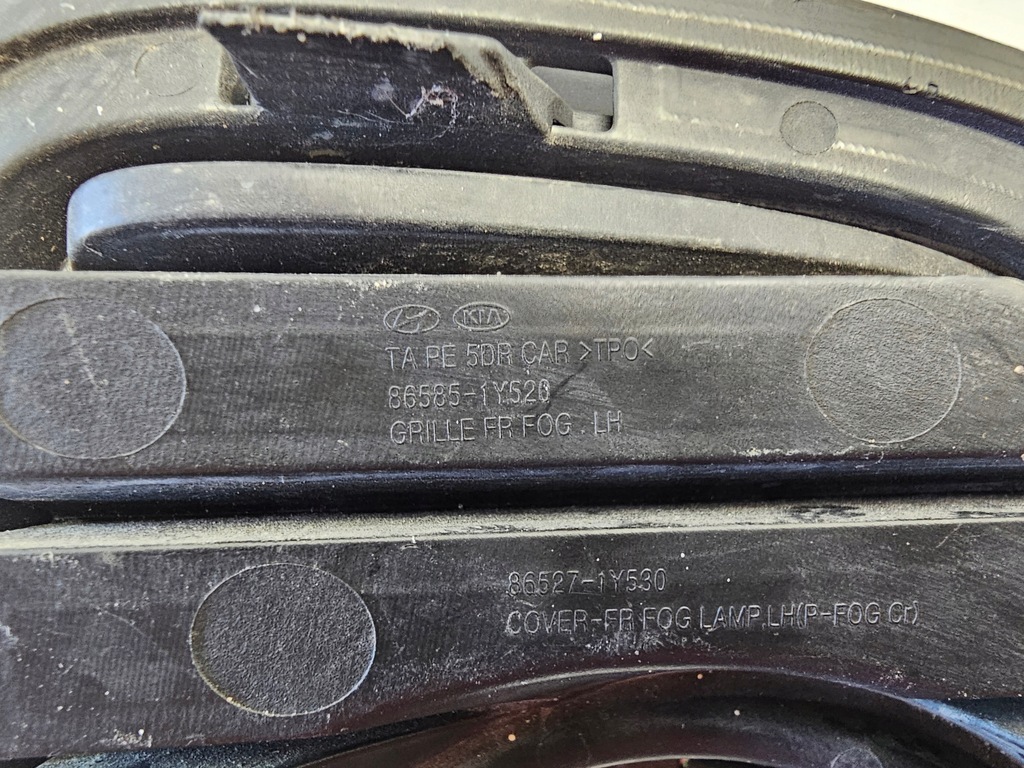 KIA
TA PE 5DR CAR >TPO<
86585-1Y520
GRILLE FR FOG . LH
86527-1Y530
COVER-FR FOG LAMP,LH(P-FOG Cr)